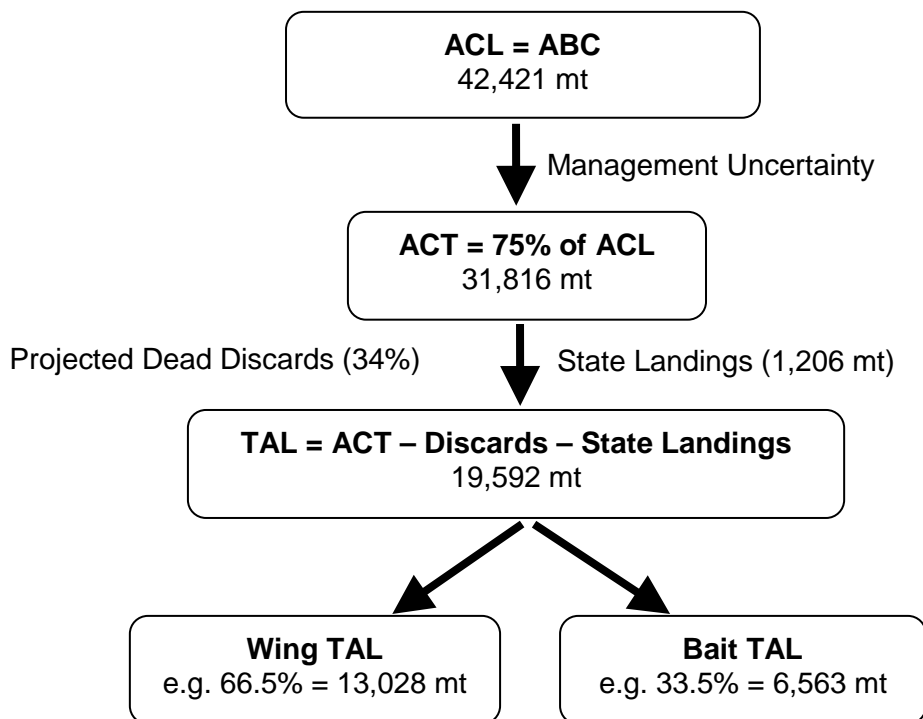 ACL = ABC
42,421 mt
Management Uncertainty
ACT = 75% of ACL
31,816 mt
Projected Dead Discards (34%)
State Landings (1,206 mt)
TAL = ACT – Discards – State Landings
19,592 mt
Wing TAL
e.g. 66.5% = 13,028 mt
Bait TAL
e.g. 33.5% = 6,563 mt